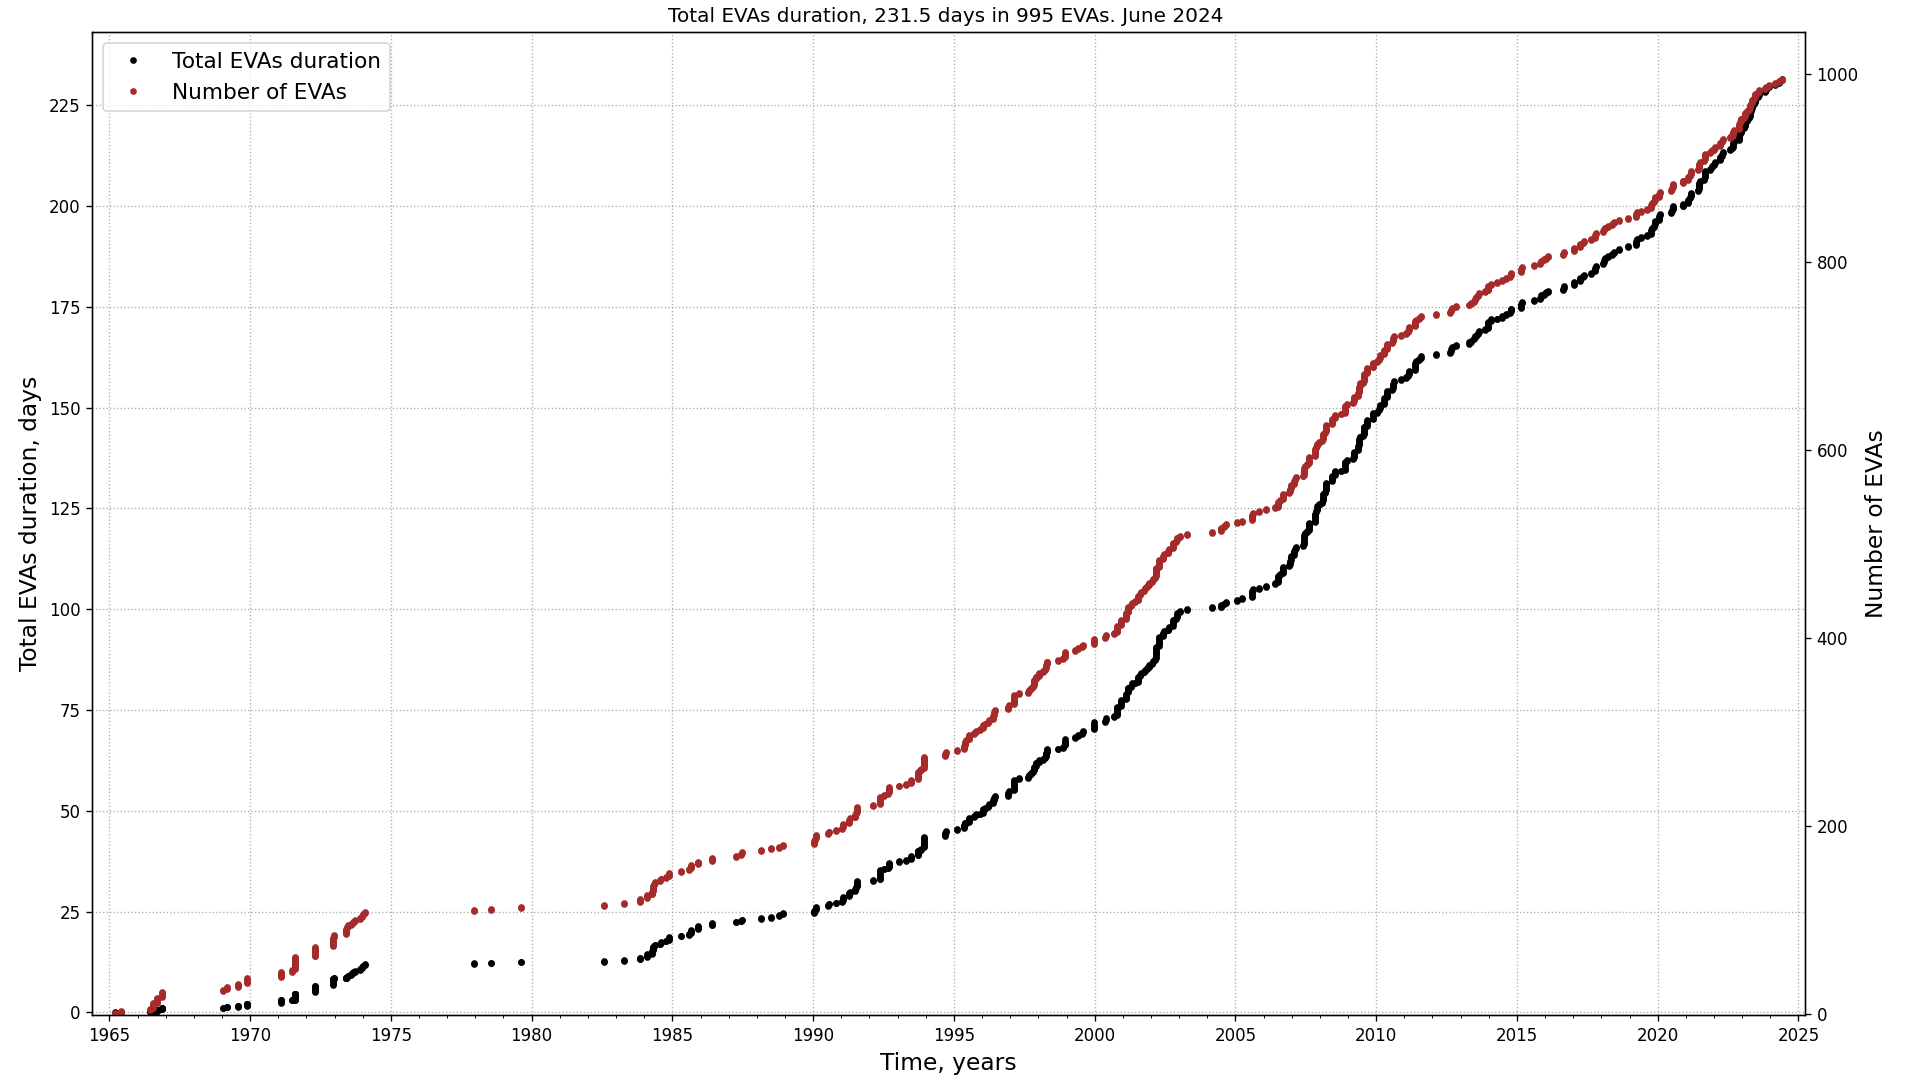 Total EVAs duration, 231.5 days in 995 EVAs. June 2024
Total EVAs duration
Number of EVAs
Total EVAs duration, days
225
200
175
150
125
100
75
50
25
0
1000
800
600
400
200
0
Number of EVAs
1965 1970 1975 1980 1985 1990 1995 2000 2005 2010 2015 2020 2025
Time, years